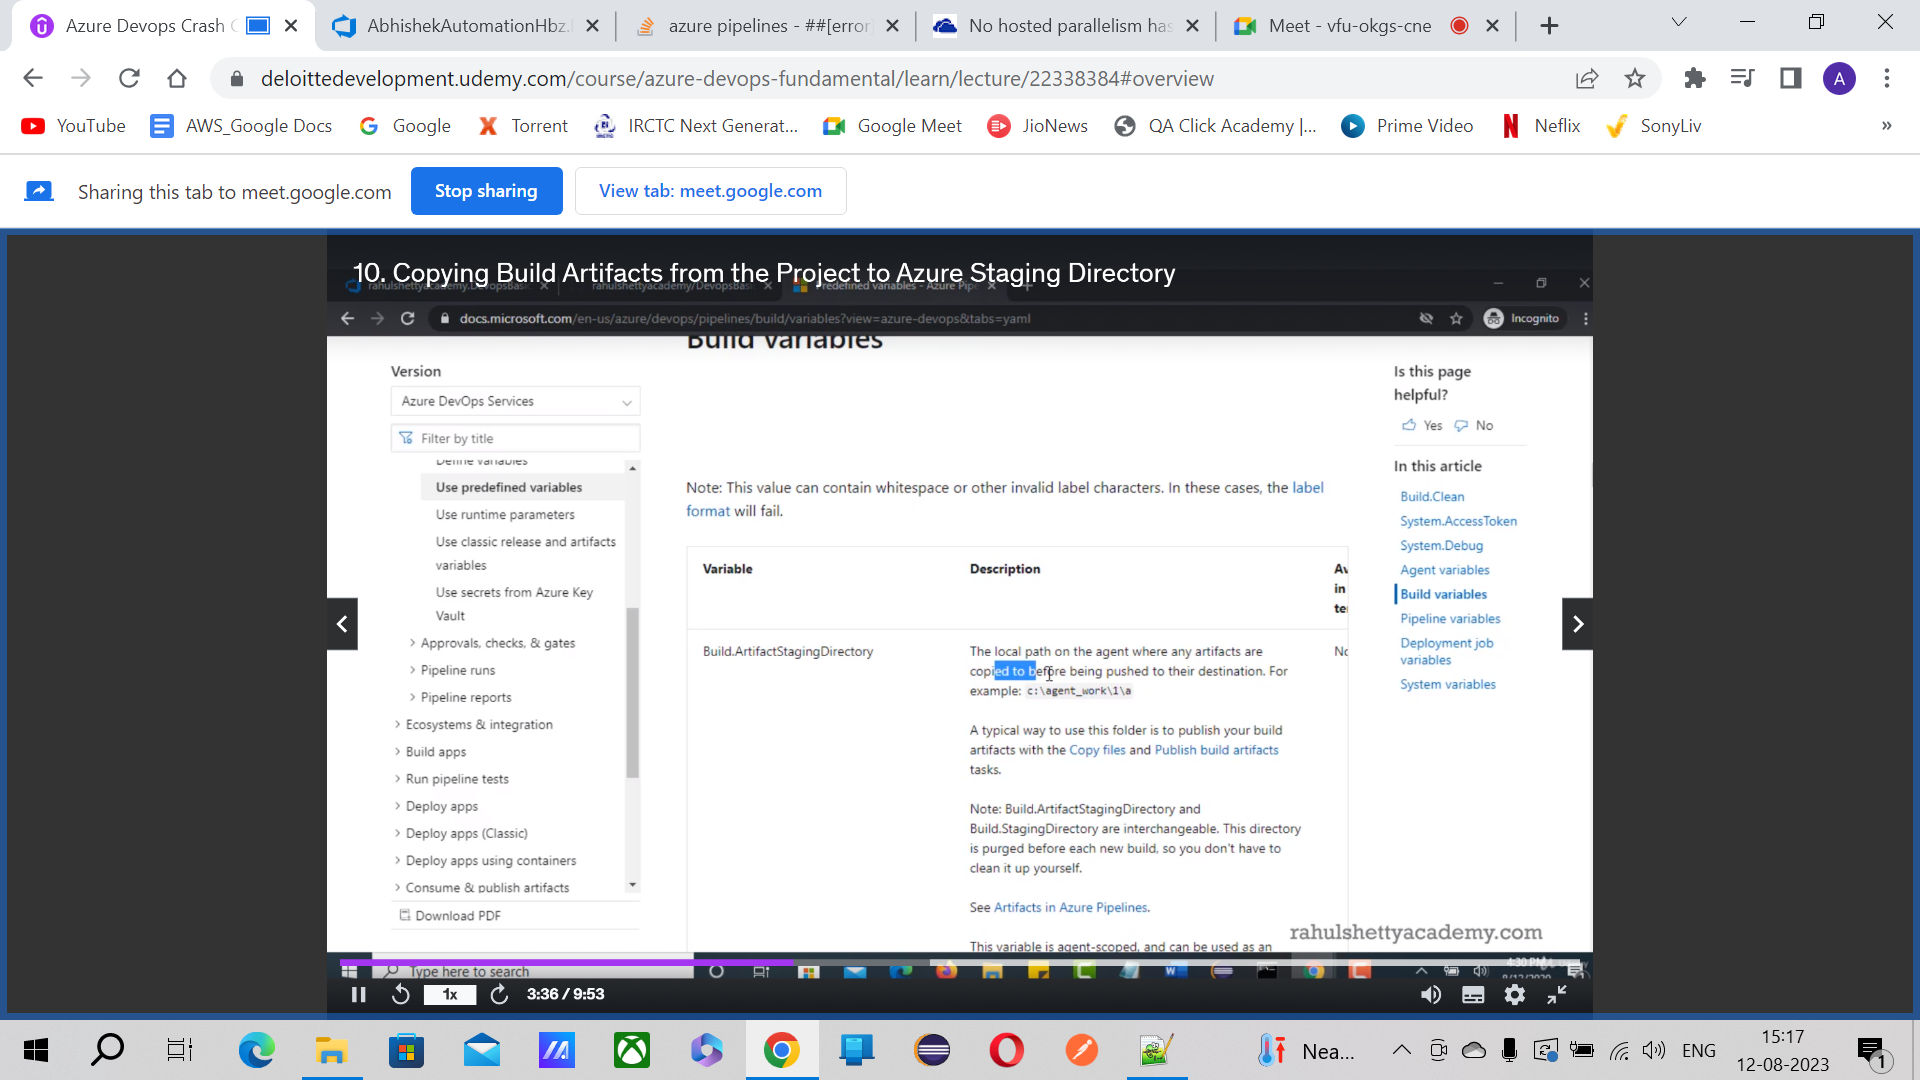 Azure Devops Crash C
AbhishekAutomationHbz.
azure pipelines - ##[error
No hosted parallelism has
Meet - vfu-okgs-cne
deloittedevelopment.udemy.com/course/azure-devops-fundamental/learn/lecture/22338384#overview
A
YouTube
AWS_Google Docs
Google
Torrent
IRCTC Next Generat...
Google Meet
JioNews
QA Click Academy |...
Prime Video
Neflix
SonyLiv
»
Sharing this tab to meet.google.com
Stop sharing
View tab: meet.google.com
10. Copying Build Artifacts from the Project to Azure Staging Directory
rahulshettyacademy.DevopsBasi
rahulshettyacademy/DevopsBas
Predefined variables - Azure Pip
docs.microsoft.com/en-us/azure/devops/pipelines/build/variables?view=azure-devops&tabs=yaml
Incognito
Build variables
Version
Azure DevOps Services
Filter by title
Define variables
Use predefined variables
Use runtime parameters
Use classic release and artifacts
variables
Use secrets from Azure Key
Vault
Approvals, checks, & gates
Pipeline runs
Pipeline reports
Ecosystems & integration
Build apps
Run pipeline tests
Deploy apps
Deploy apps (Classic)
Deploy apps using containers
Consume & publish artifacts
Download PDF
Note: This value can contain whitespace or other invalid label characters. In these cases, the label
format will fail.
Variable
Description
Av
in
te
Build.ArtifactStagingDirectory
The local path on the agent where any artifacts are
copied to before being pushed to their destination. For
example: c:\agent_work\1\a
No
A typical way to use this folder is to publish your build
artifacts with the Copy files and Publish build artifacts
tasks.
Note: Build.ArtifactStagingDirectory and
Build.StagingDirectory are interchangeable. This directory
is purged before each new build, so you don't have to
clean it up yourself.
See Artifacts in Azure Pipelines.
This variable is agent-scoped, and can be used as an
Is this page
helpful?
Yes
No
In this article
Build.Clean
System.AccessToken
System.Debug
Agent variables
Build variables
Pipeline variables
Deployment job
variables
System variables
rahulshettyacademy.com
Type here to search
4:30 PM
1x
3:36 / 9:53
Nea...
ENG
15:17
12-08-2023
1